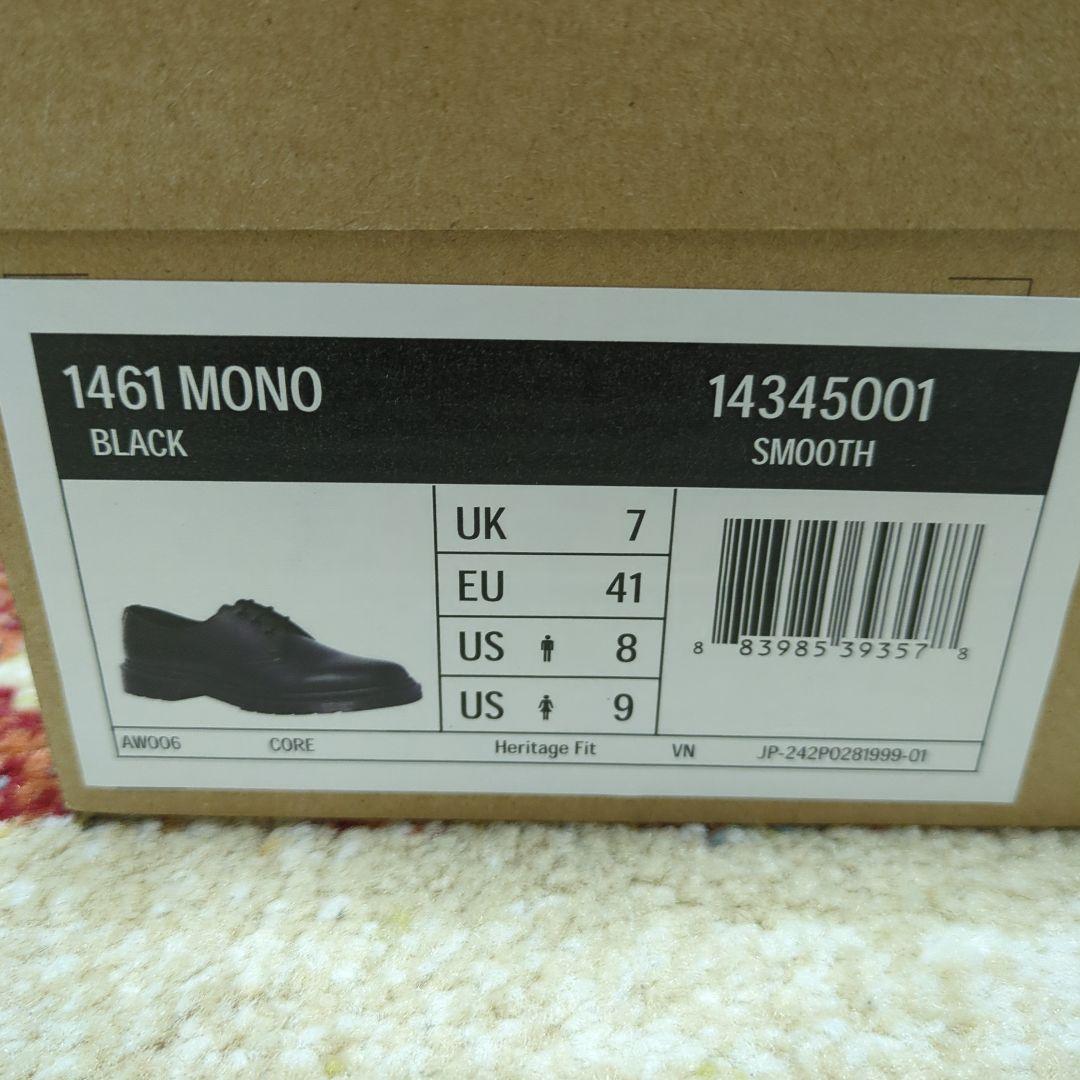 1461 MONO 14345001
BLACK SMOOTH
UK 7
EU 41
US 8
US 9
8 83985 39357 8
AW006 CORE Heritage Fit VN JP-242P0281999-01